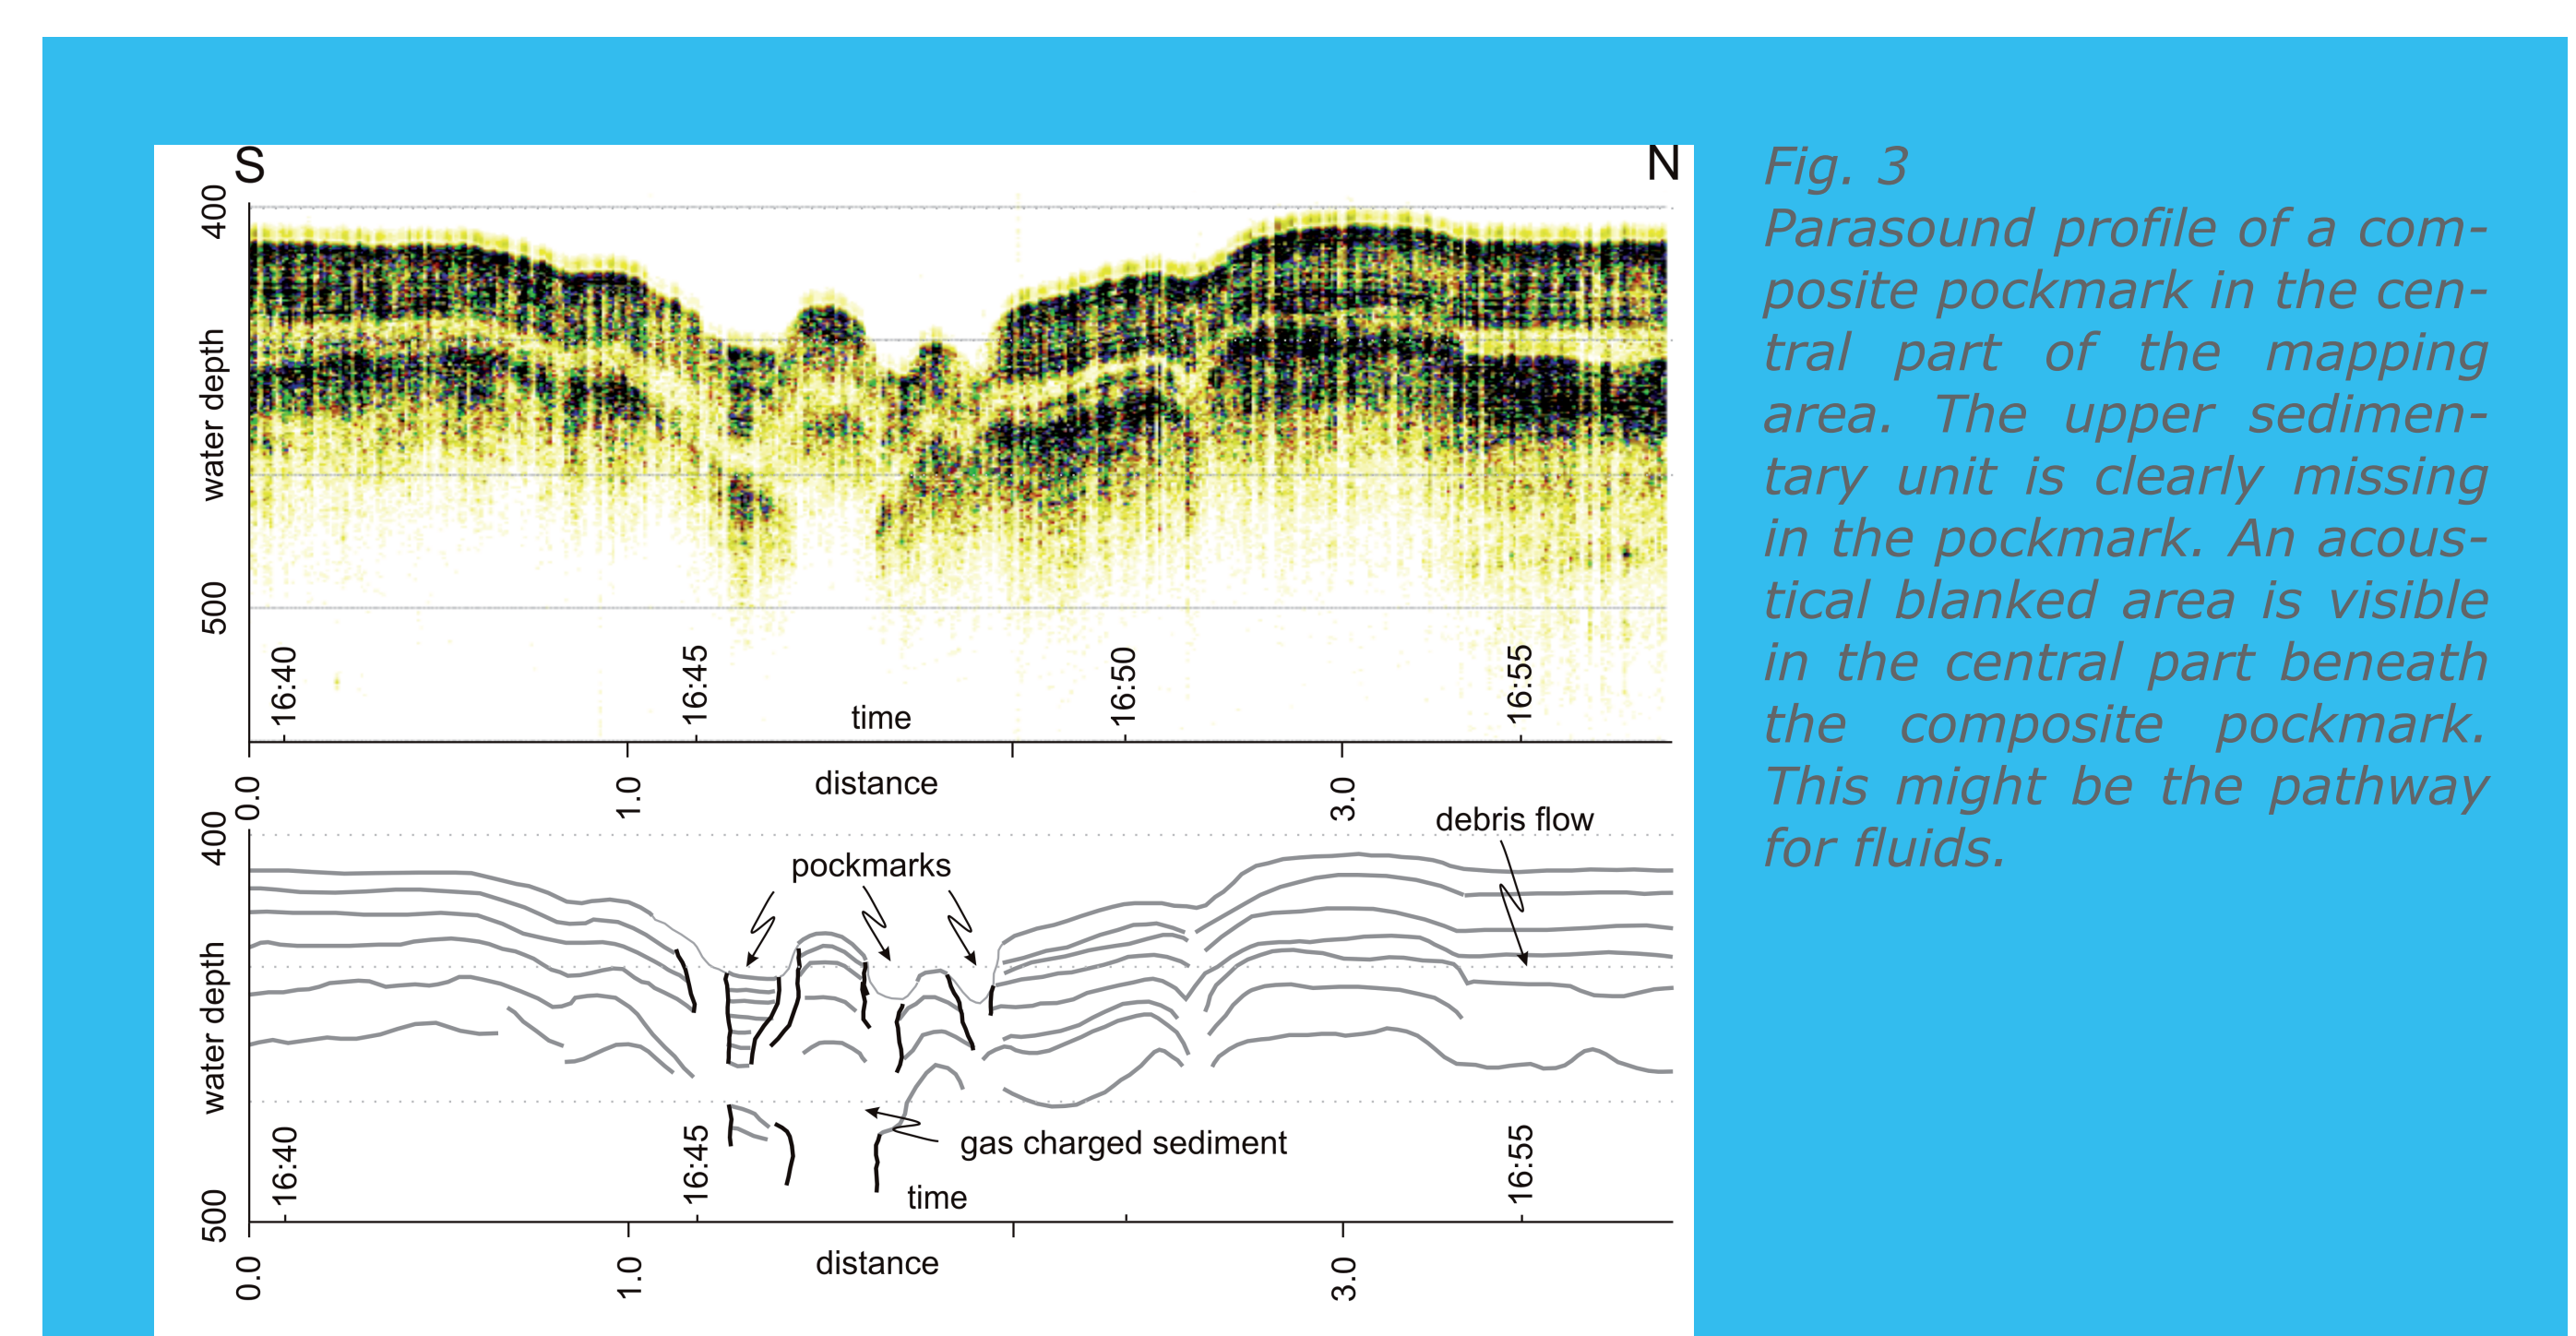 S
N
400
water depth
500
16:40
16:45
16:50
16:55
time
0.0
1.0
distance
3.0
400
water depth
500
debris flow
pockmarks
gas charged sediment
16:40
16:45
16:55
time
0.0
1.0
distance
3.0
Fig. 3
Parasound profile of a com-
posite pockmark in the cen-
tral part of the mapping
area. The upper sedimen-
tary unit is clearly missing
in the pockmark. An acous-
tical blanked area is visible
in the central part beneath
the composite pockmark.
This might be the pathway
for fluids.